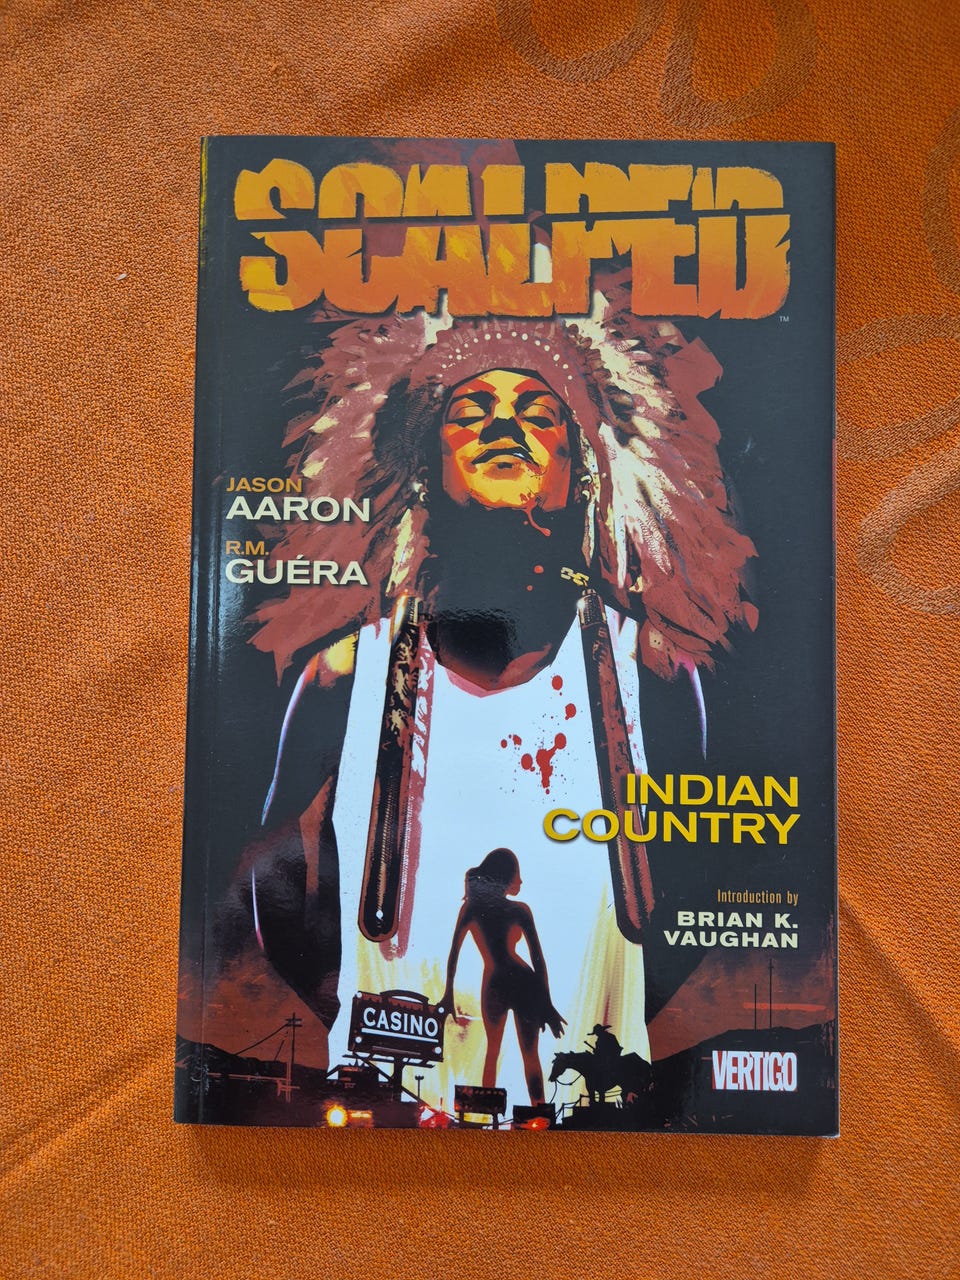 SCALPED
TM
JASON
AARON
R.M.
GUÉRA
INDIAN
COUNTRY
Introduction by
BRIAN K.
VAUGHAN
CASINO
VERTIGO